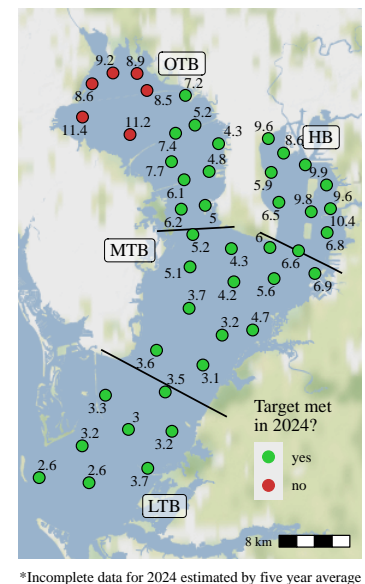 9.2 8.9 OTB
8.6 8.5 7.2
11.4 11.2 5.2
7.4 4.3 9.6 8.6 HB
7.7 4.8 9.9
6.1 5.9 9.6
6.2 5 6.5 9.8 10.4
MTB 5.2 6 6.8
4.3 6.6
5.1 4.2 5.6 6.9
3.7
3.2 4.7
3.6 3.1
3.5
3.3
3 Target met
3.2 3.2 in 2024?
2.6 2.6 3.7 yes
LTB no
8 km
*Incomplete data for 2024 estimated by five year average